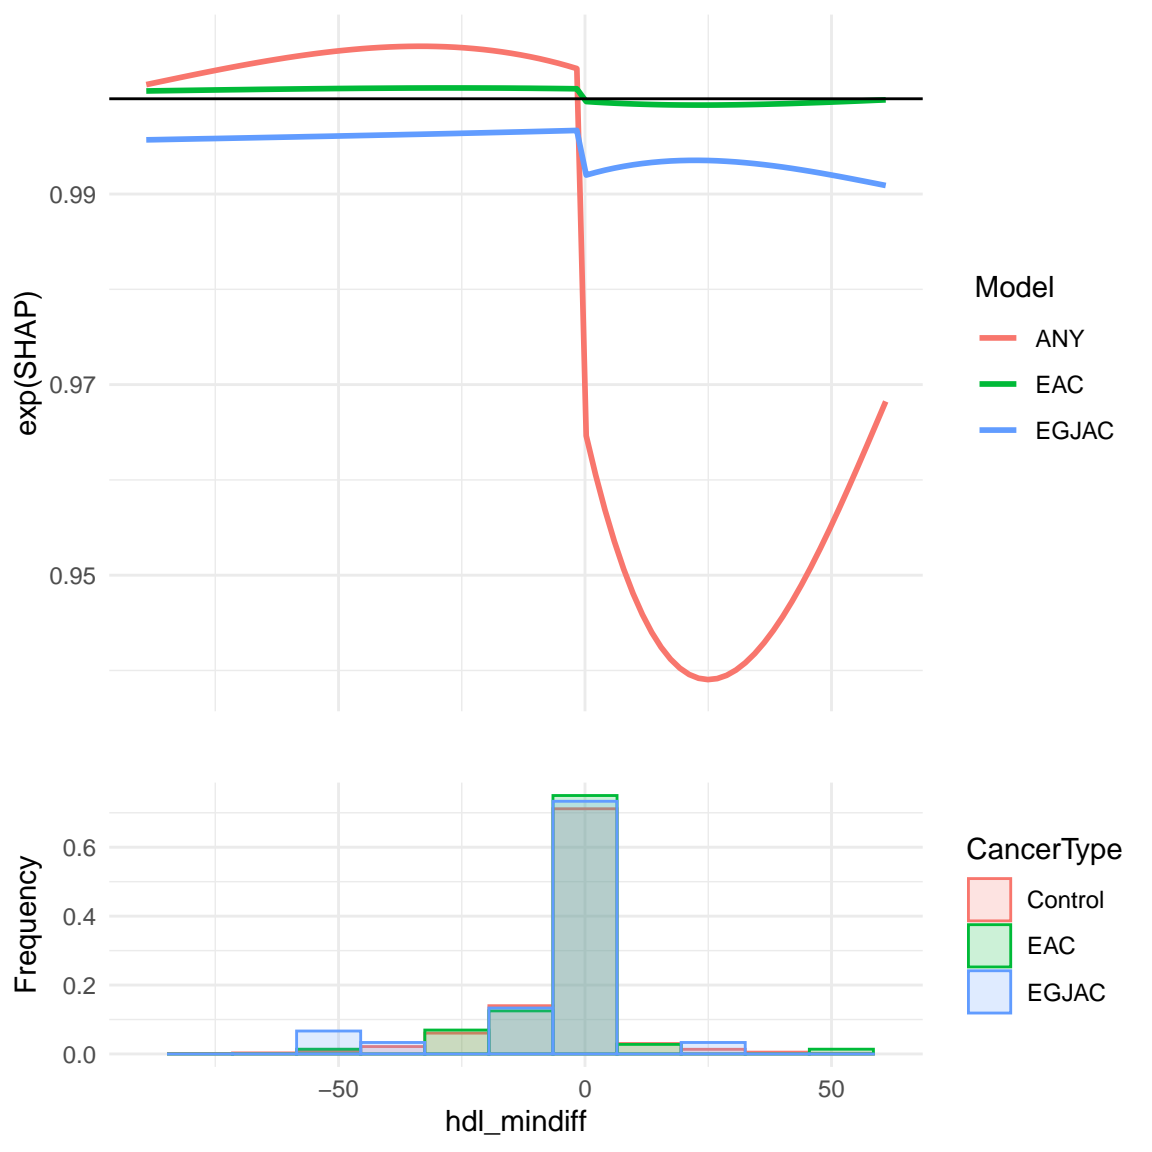 exp(SHAP)
0.99
0.97
0.95
Model
ANY
EAC
EGJAC
Frequency
0.6
0.4
0.2
0.0
−50
0
50
hdl_mindiff
CancerType
Control
EAC
EGJAC